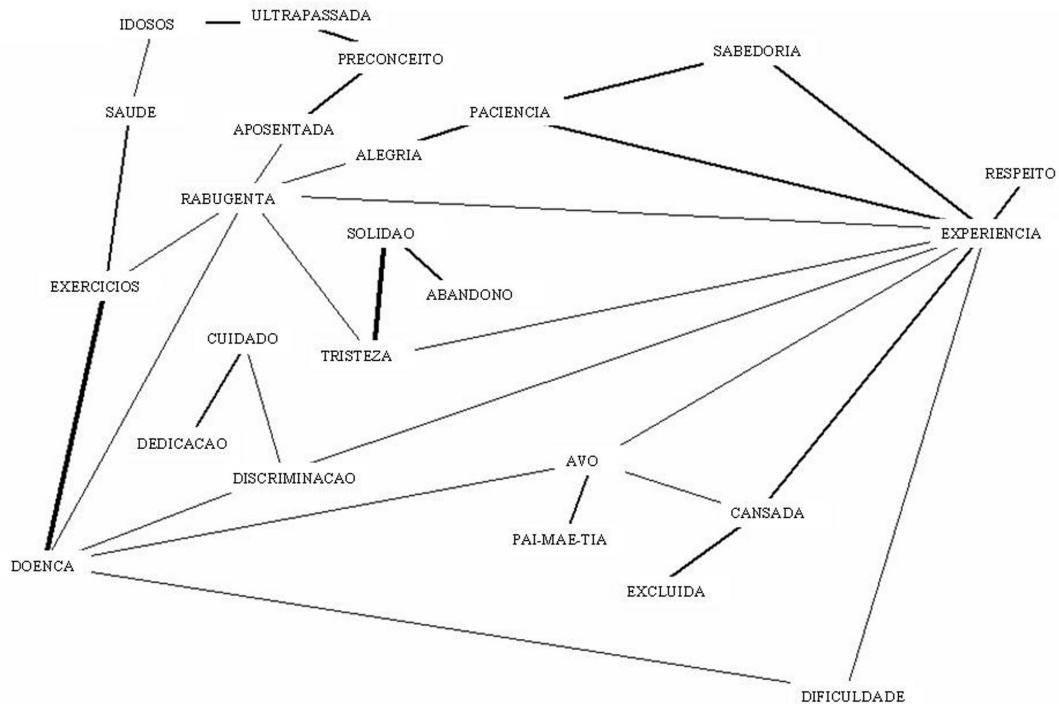 IDOSOS
ULTRAPASSADA
PRECONCEITO
SABEDORIA
SAUDE
PACIENCIA
APOSENTADA
ALEGRIA
RESPEITO
RABUGENTA
SOLIDAO
EXPERIENCIA
EXERCICIOS
ABANDONO
CUIDADO
TRISTEZA
DEDICACAO
DISCRIMINACAO
AVO
CANSADA
PAI-MAE-TIA
DOENCA
EXCLUIDA
DIFICULDADE